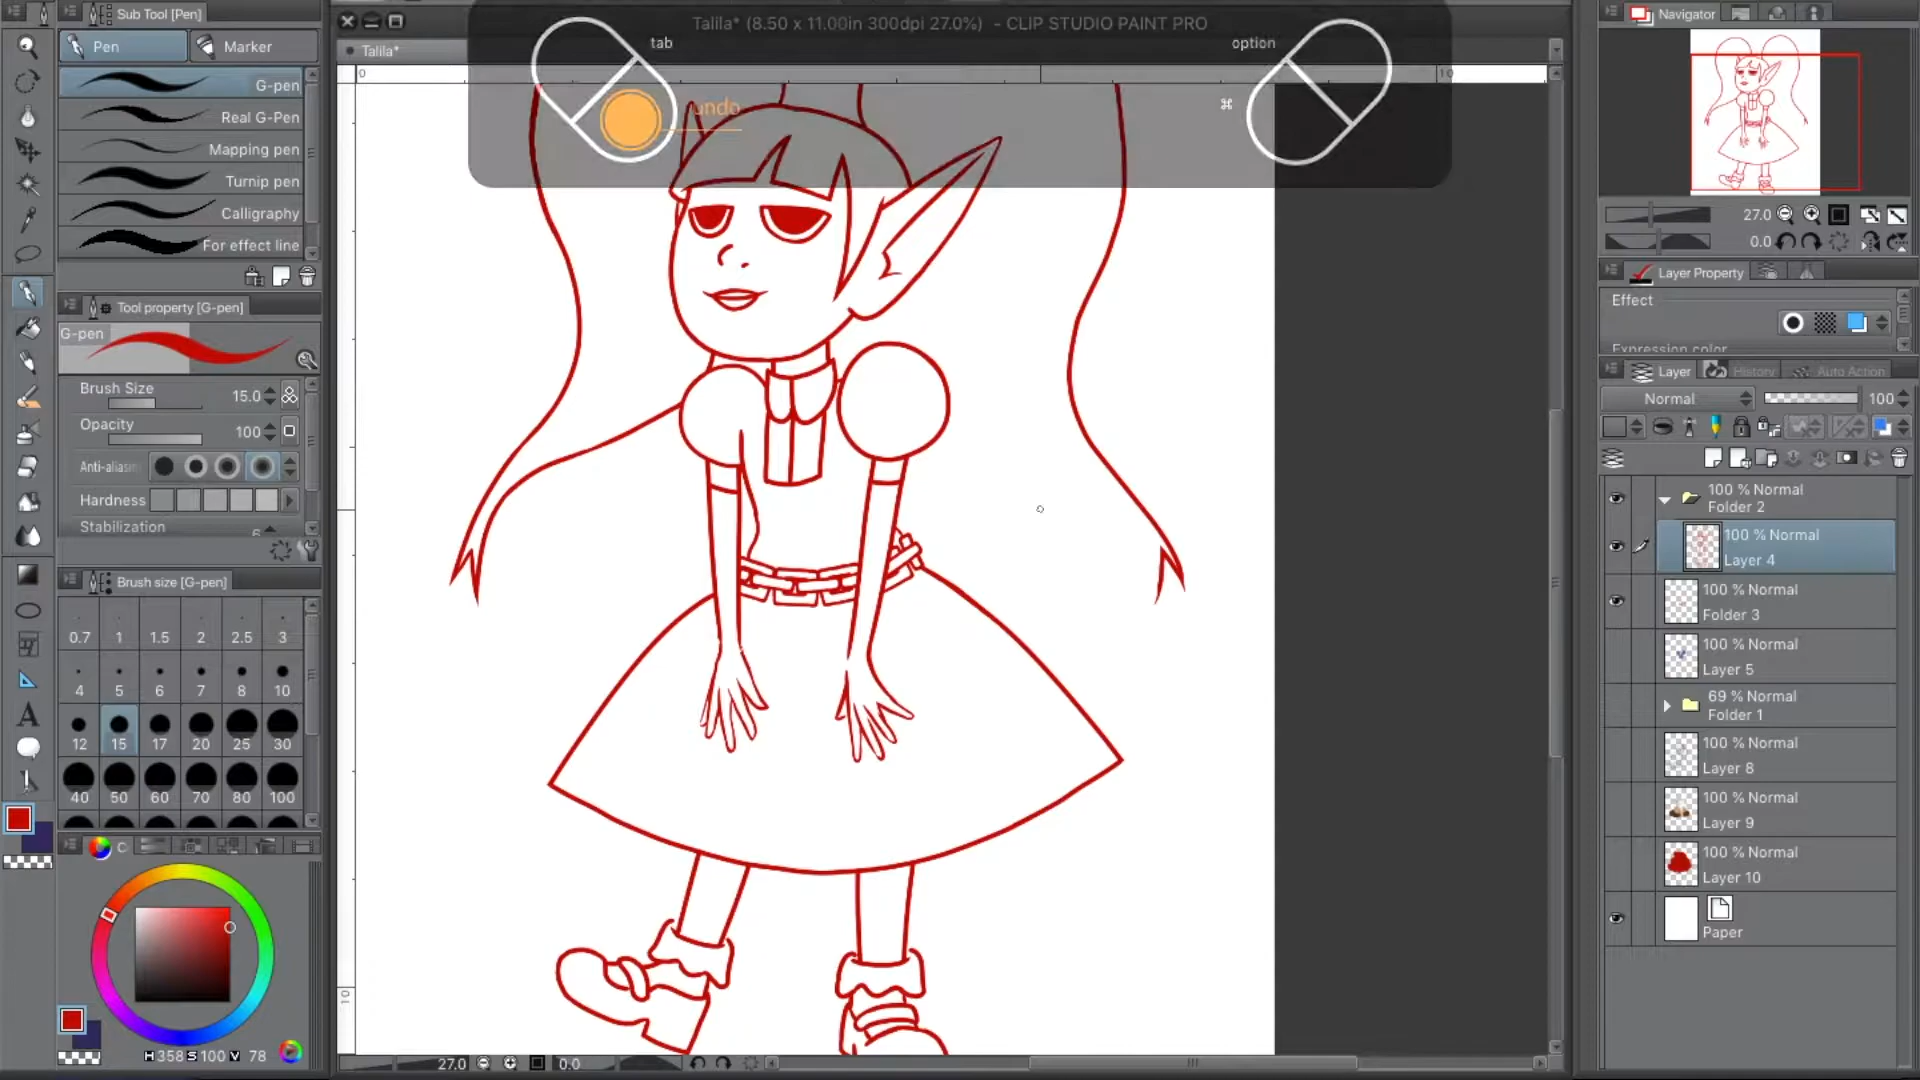 Sub Tool [Pen]
Pen
Marker
G-pen
Real G-Pen
Mapping pen
Turnip pen
Calligraphy
For effect line
Tool property [G-pen]
G-pen
Brush Size
15.0
Opacity
100
Anti-aliasin
Hardness
Stabilization
6
Brush size [G-pen]
0.7 1 1.5 2 2.5 3
4 5 6 7 8 10
12 15 17 20 25 30
40 50 60 70 80 100
C
H 358 S 100 V 78
Talila* (8.50 x 11.00in 300dpi 27.0%) - CLIP STUDIO PAINT PRO
Talila*
tab
option
undo
⌘
0
10
10
27.0
0.0
Navigator
27.0
0.0
Layer Property
Effect
Expression color
Layer
History
Auto Action
Normal
100
100 % Normal
Folder 2
100 % Normal
Layer 4
100 % Normal
Folder 3
100 % Normal
Layer 5
69 % Normal
Folder 1
100 % Normal
Layer 8
100 % Normal
Layer 9
100 % Normal
Layer 10
Paper